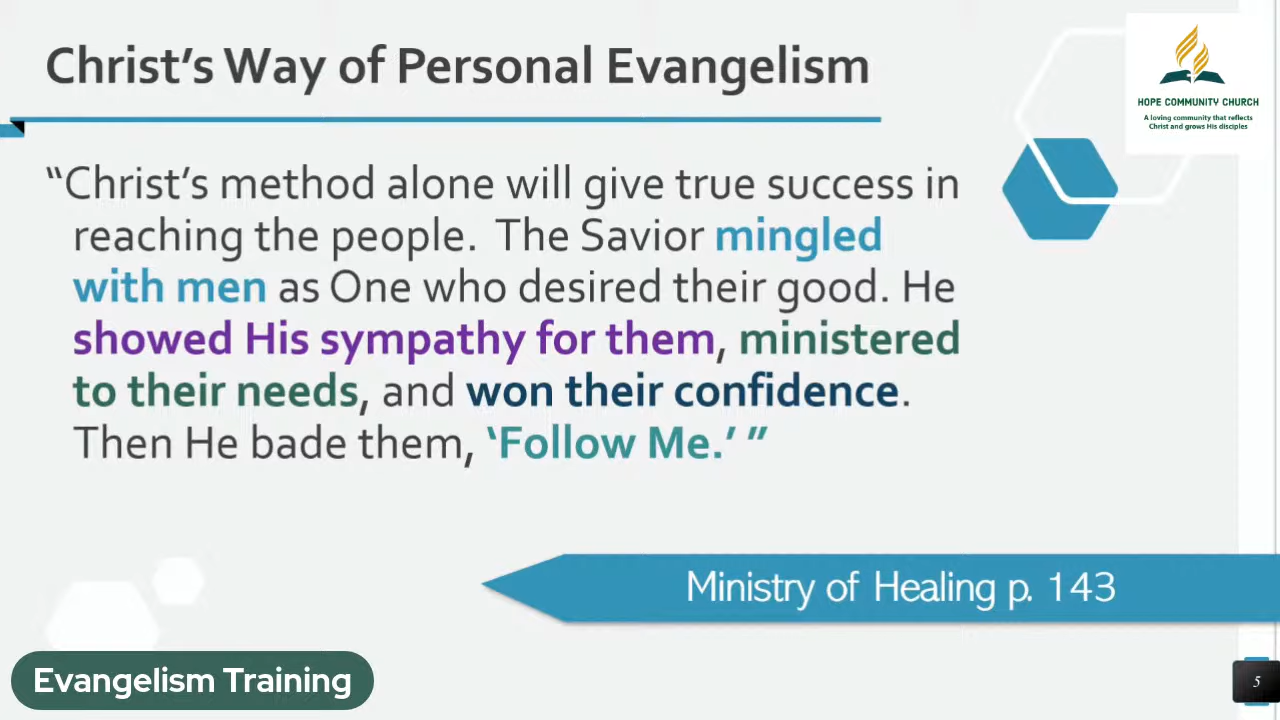 Christ's Way of Personal Evangelism
HOPE COMMUNITY CHURCH
A loving community that reflects
Christ and grows His disciples
“Christ's method alone will give true success in
reaching the people. The Savior mingled
with men as One who desired their good. He
showed His sympathy for them, ministered
to their needs, and won their confidence.
Then He bade them, ‘Follow Me.’ ”
Ministry of Healing p. 143
Evangelism Training
5